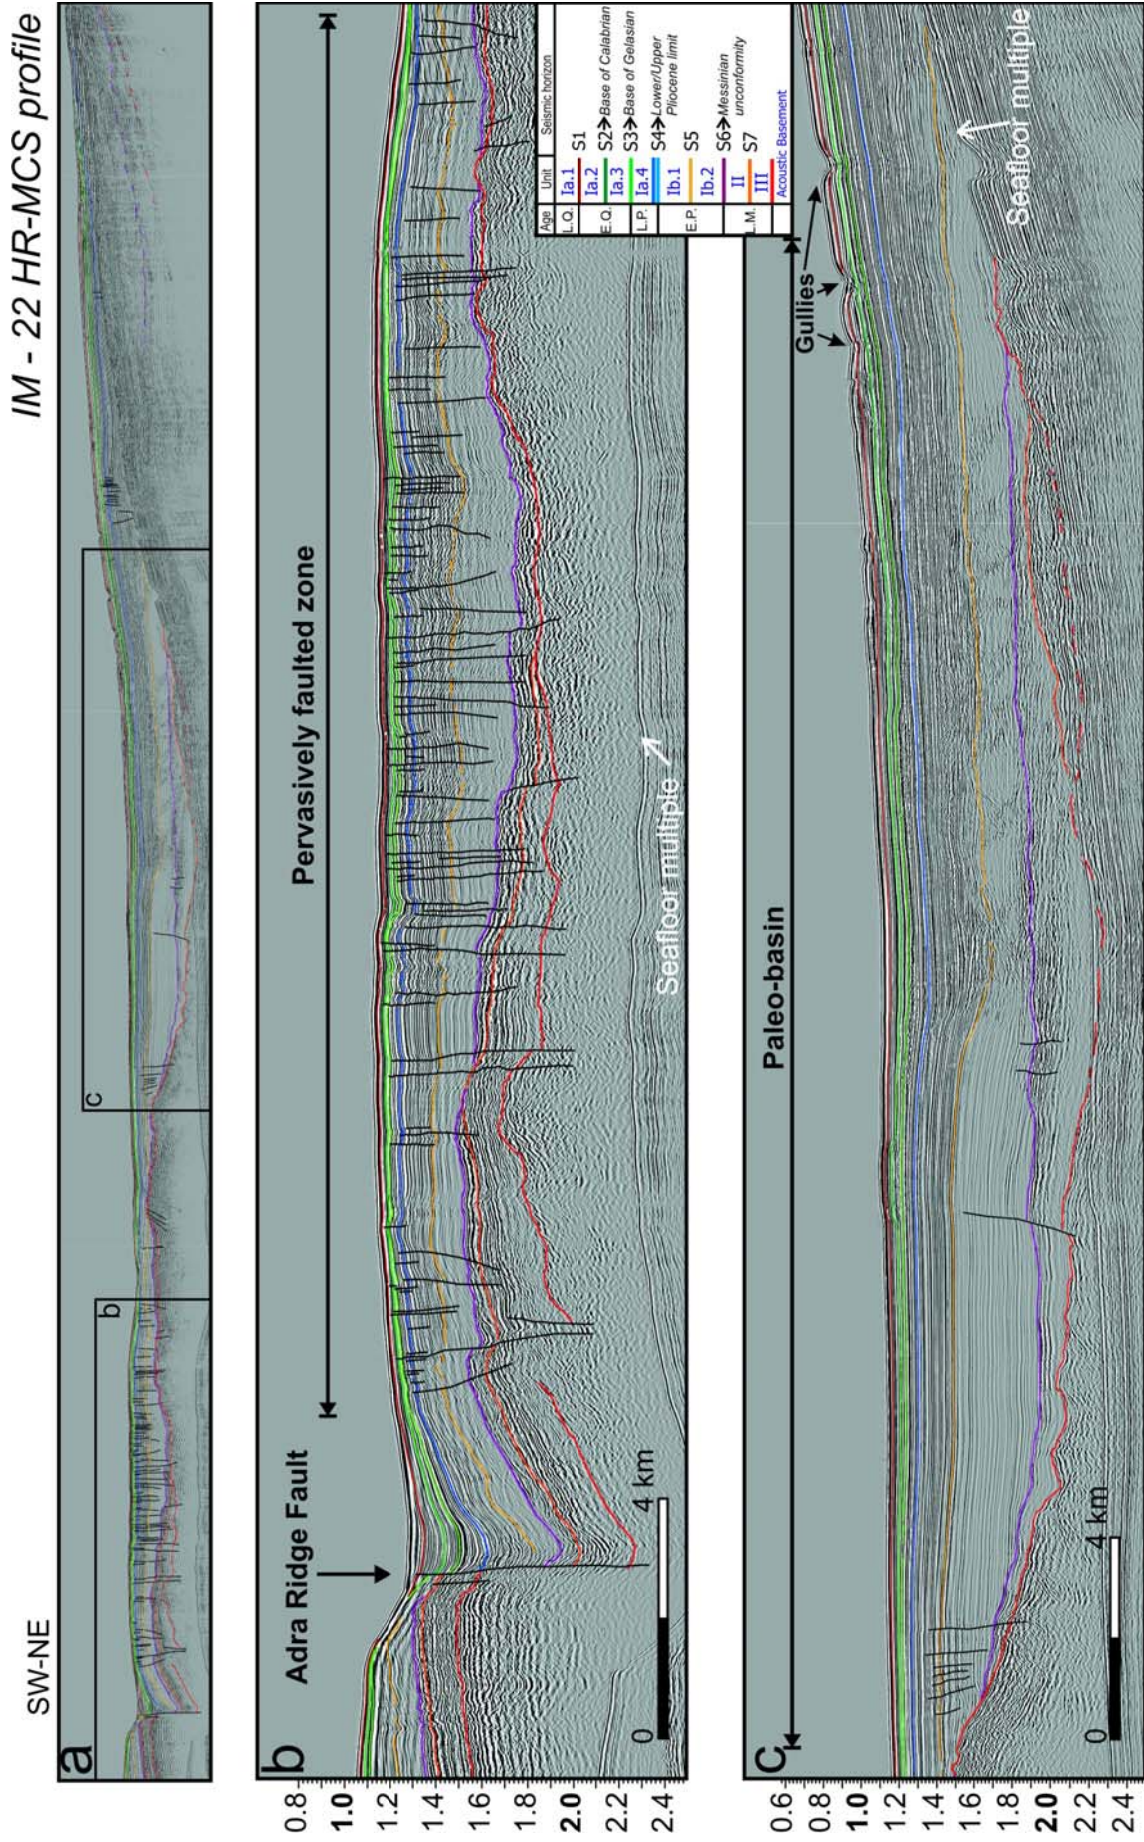 IM - 22 HR-MCS profile
SW-NE
a
b
c
b
Adra Ridge Fault
Pervasively faulted zone
Seafloor multiple
0 4 km
0.8
1.0
1.2
1.4
1.6
1.8
2.0
2.2
2.4
Age Unit Seismic horizon
L.Q. Ia.1
S1
E.Q. Ia.2
S2 Base of Calabrian
Ia.3
S3 Base of Gelasian
L.P. Ia.4
S4 Lower/Upper Pliocene limit
E.P. Ib.1
S5
Ib.2
S6 Messinian unconformity
L.M. II
S7
III
Acoustic Basement
c
Paleo-basin
Gullies
Seafloor multiple
0 4 km
0.6
0.8
1.0
1.2
1.4
1.6
1.8
2.0
2.2
2.4